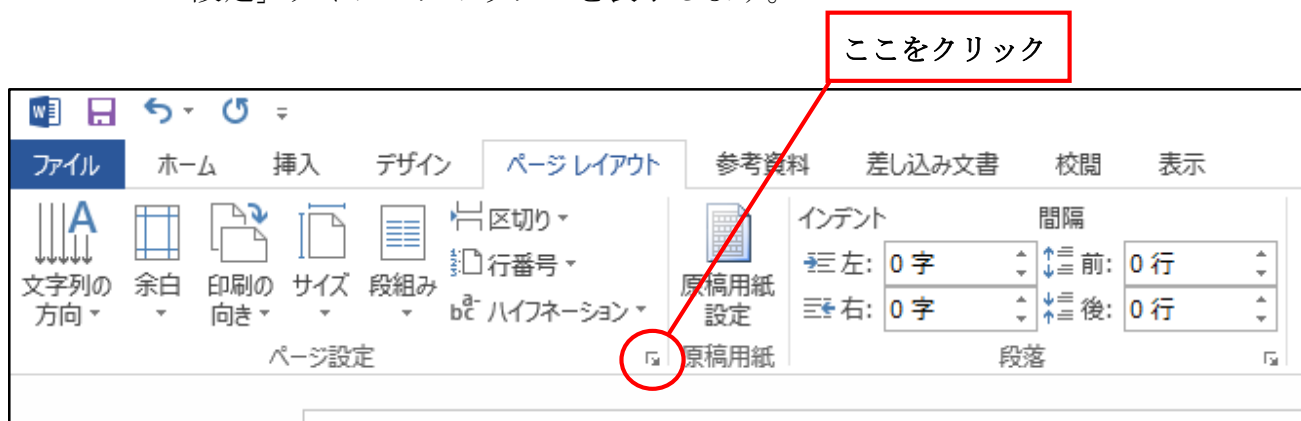 ここをクリック
ファイル ホーム 挿入 デザイン ページ レイアウト 参考資料 差し込み文書 校閲 表示
文字列の方向 余白 印刷の向き サイズ 段組み
区切り
行番号
ハイフネーション
ページ設定
原稿用紙設定
原稿用紙
インデント 間隔
左: 0 字 前: 0 行
右: 0 字 後: 0 行
段落